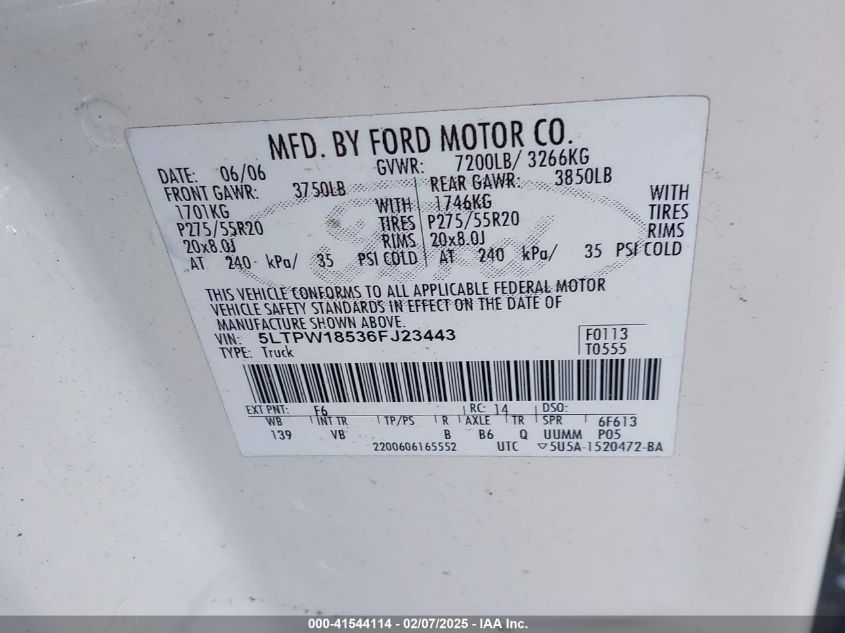 MFD. BY FORD MOTOR CO.
DATE: 06/06 GVWR: 7200LB/ 3266KG
FRONT GAWR: 3750LB REAR GAWR: 3850LB
1701KG WITH 1746KG WITH
P275/55R20 TIRES P275/55R20 TIRES
20x8.0J RIMS 20x8.0J RIMS
AT 240 kPa/ 35 PSI COLD AT 240 kPa/ 35 PSI COLD
Ford
THIS VEHICLE CONFORMS TO ALL APPLICABLE FEDERAL MOTOR
VEHICLE SAFETY STANDARDS IN EFFECT ON THE DATE OF
MANUFACTURE SHOWN ABOVE.
VIN: 5LTPW18536FJ23443 F0113
TYPE: Truck T0555
EXT PNT: F6 RC: 14 DSO:
WB INT TR TP/PS R AXLE TR SPR 6F613
139 VB B B6 Q UUMM P05
2200606165552 UTC ▽5U5A-1520472-BA
000-41544114 - 02/07/2025 - IAA Inc.